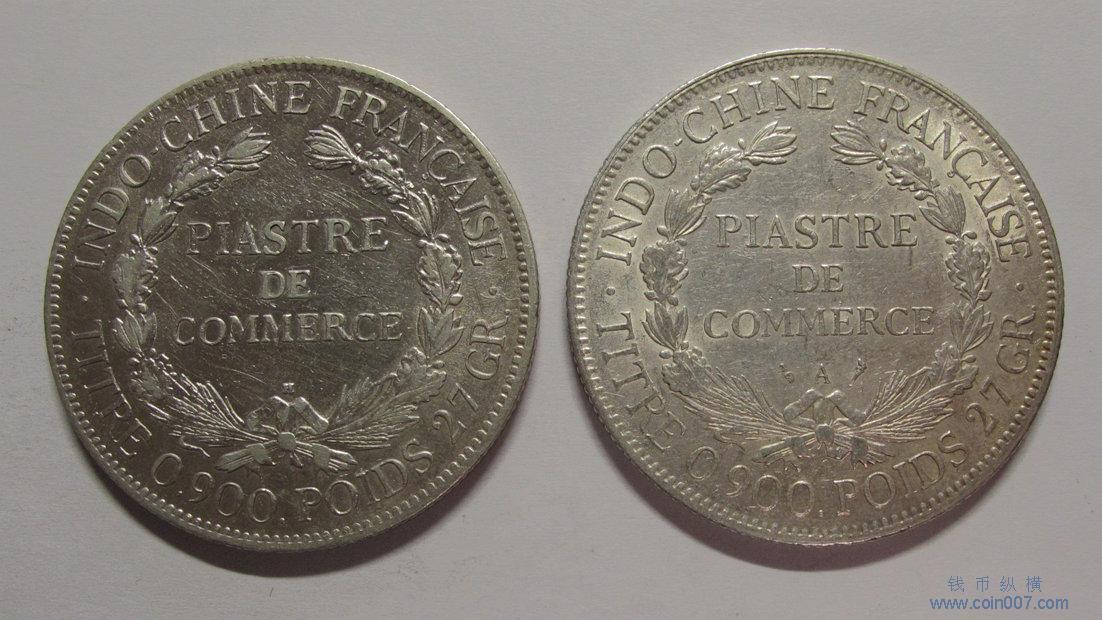 INDO-CHINE FRANÇAISE
PIASTRE
DE
COMMERCE
H
TITRE 0.900. POIDS 27 GR.
INDO-CHINE FRANÇAISE
PIASTRE
DE
COMMERCE
A
TITRE 0.900. POIDS 27 GR.
钱币纵横
www.coin007.com